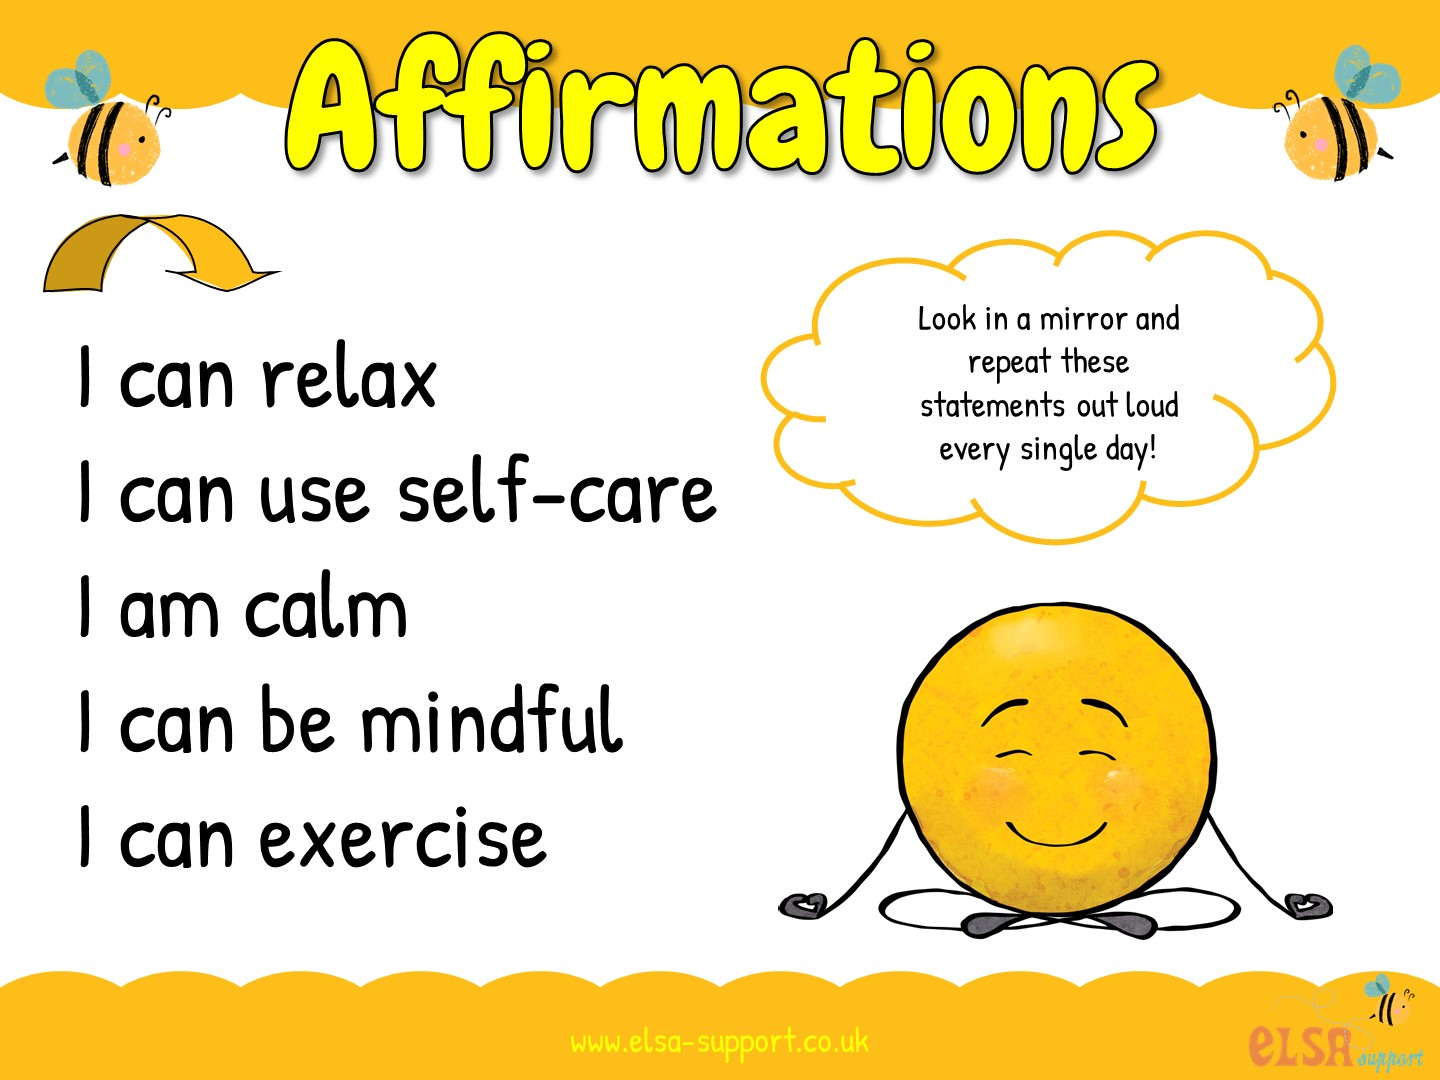 Affirmations
I can relax
I can use self-care
I am calm
I can be mindful
I can exercise
Look in a mirror and
repeat these
statements out loud
every single day!
www.elsa-support.co.uk
ELSA
support